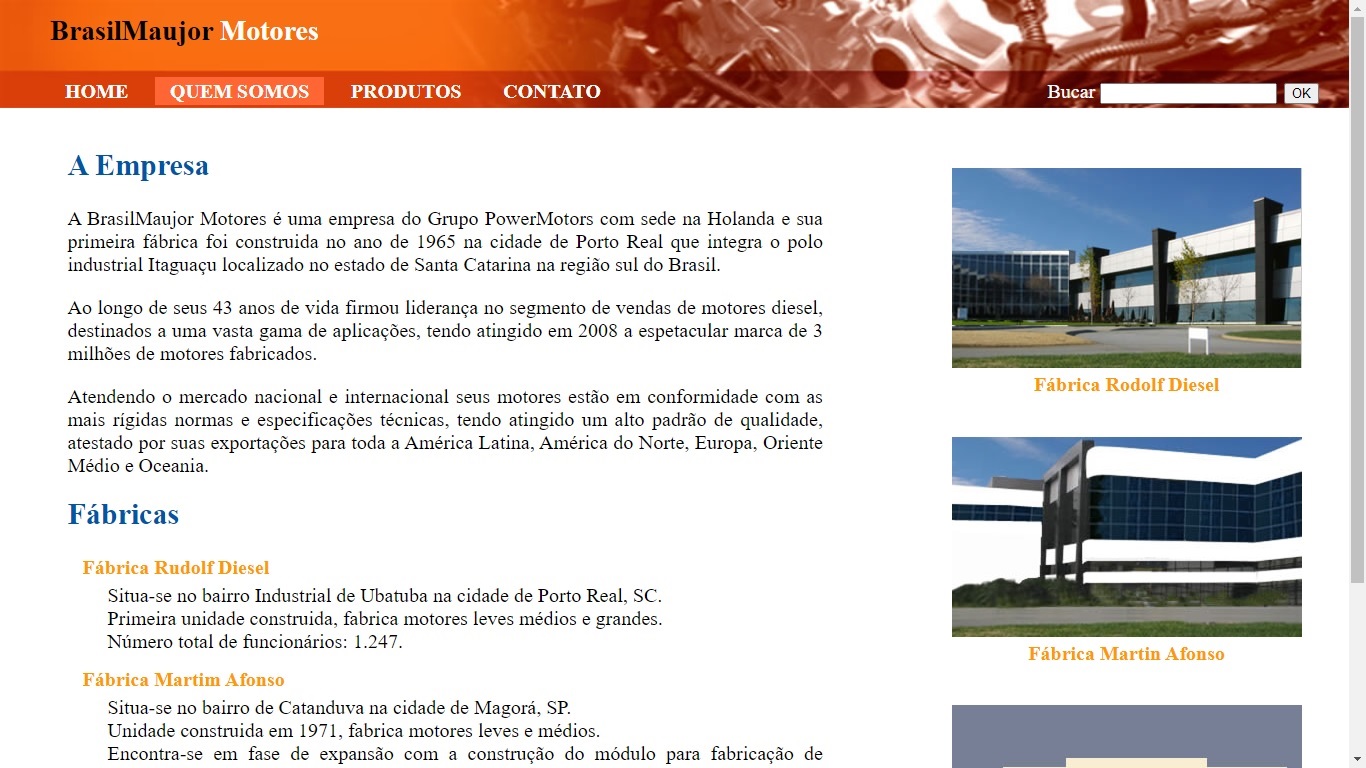 BrasilMaujor Motores
HOME QUEM SOMOS PRODUTOS CONTATO Bucar OK
A Empresa
A BrasilMaujor Motores é uma empresa do Grupo PowerMotors com sede na Holanda e sua
primeira fábrica foi construida no ano de 1965 na cidade de Porto Real que integra o polo
industrial Itaguaçu localizado no estado de Santa Catarina na região sul do Brasil.
Ao longo de seus 43 anos de vida firmou liderança no segmento de vendas de motores diesel,
destinados a uma vasta gama de aplicações, tendo atingido em 2008 a espetacular marca de 3
milhões de motores fabricados.
Atendendo o mercado nacional e internacional seus motores estão em conformidade com as
mais rígidas normas e especificações técnicas, tendo atingido um alto padrão de qualidade,
atestado por suas exportações para toda a América Latina, América do Norte, Europa, Oriente
Médio e Oceania.
Fábricas
Fábrica Rudolf Diesel
Situa-se no bairro Industrial de Ubatuba na cidade de Porto Real, SC.
Primeira unidade construida, fabrica motores leves médios e grandes.
Número total de funcionários: 1.247.
Fábrica Martim Afonso
Situa-se no bairro de Catanduva na cidade de Magorá, SP.
Unidade construida em 1971, fabrica motores leves e médios.
Encontra-se em fase de expansão com a construção do módulo para fabricação de
Fábrica Rodolf Diesel
Fábrica Martin Afonso